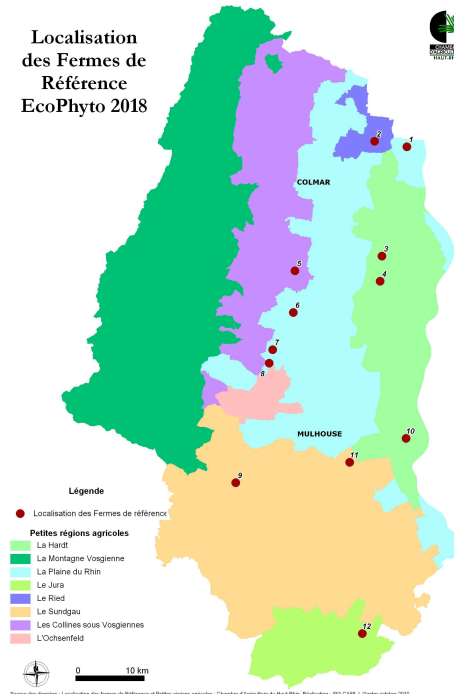 Localisation
des Fermes de
Référence
EcoPhyto 2018
2
1
COLMAR
3
4
5
6
7
8
MULHOUSE
10
11
9
12
Légende
Localisation des Fermes de référence
Petites régions agricoles
La Hardt
La Montagne Vosgienne
La Plaine du Rhin
Le Jura
Le Ried
Le Sundgau
Les Collines sous Vosgiennes
L'Ochsenfeld
0 10 km